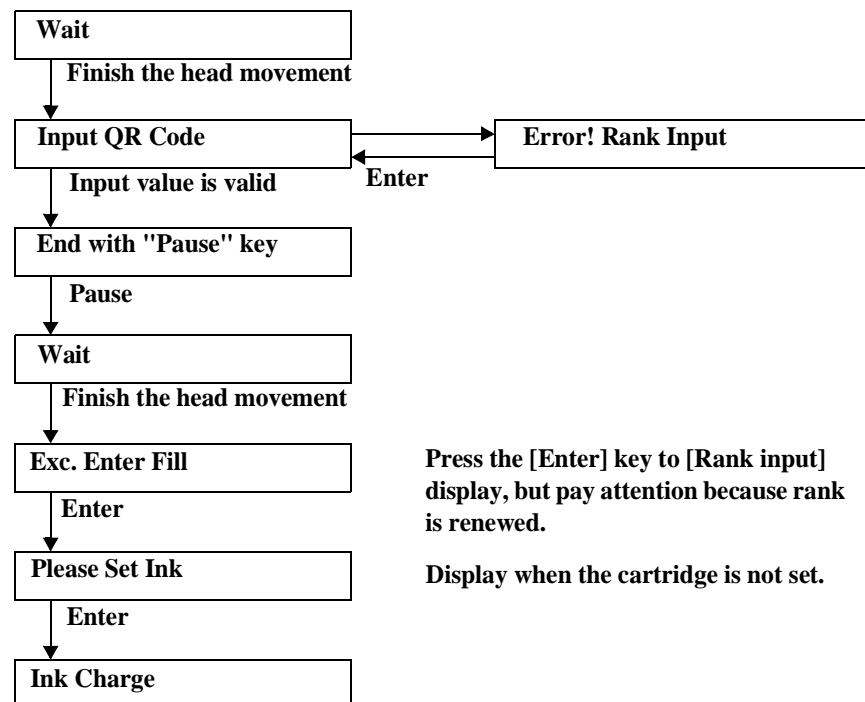 Wait
Finish the head movement
Input QR Code
Error! Rank Input
Enter
Input value is valid
End with "Pause" key
Pause
Wait
Finish the head movement
Exc. Enter Fill
Press the [Enter] key to [Rank input]
display, but pay attention because rank
is renewed.
Enter
Please Set Ink
Display when the cartridge is not set.
Enter
Ink Charge